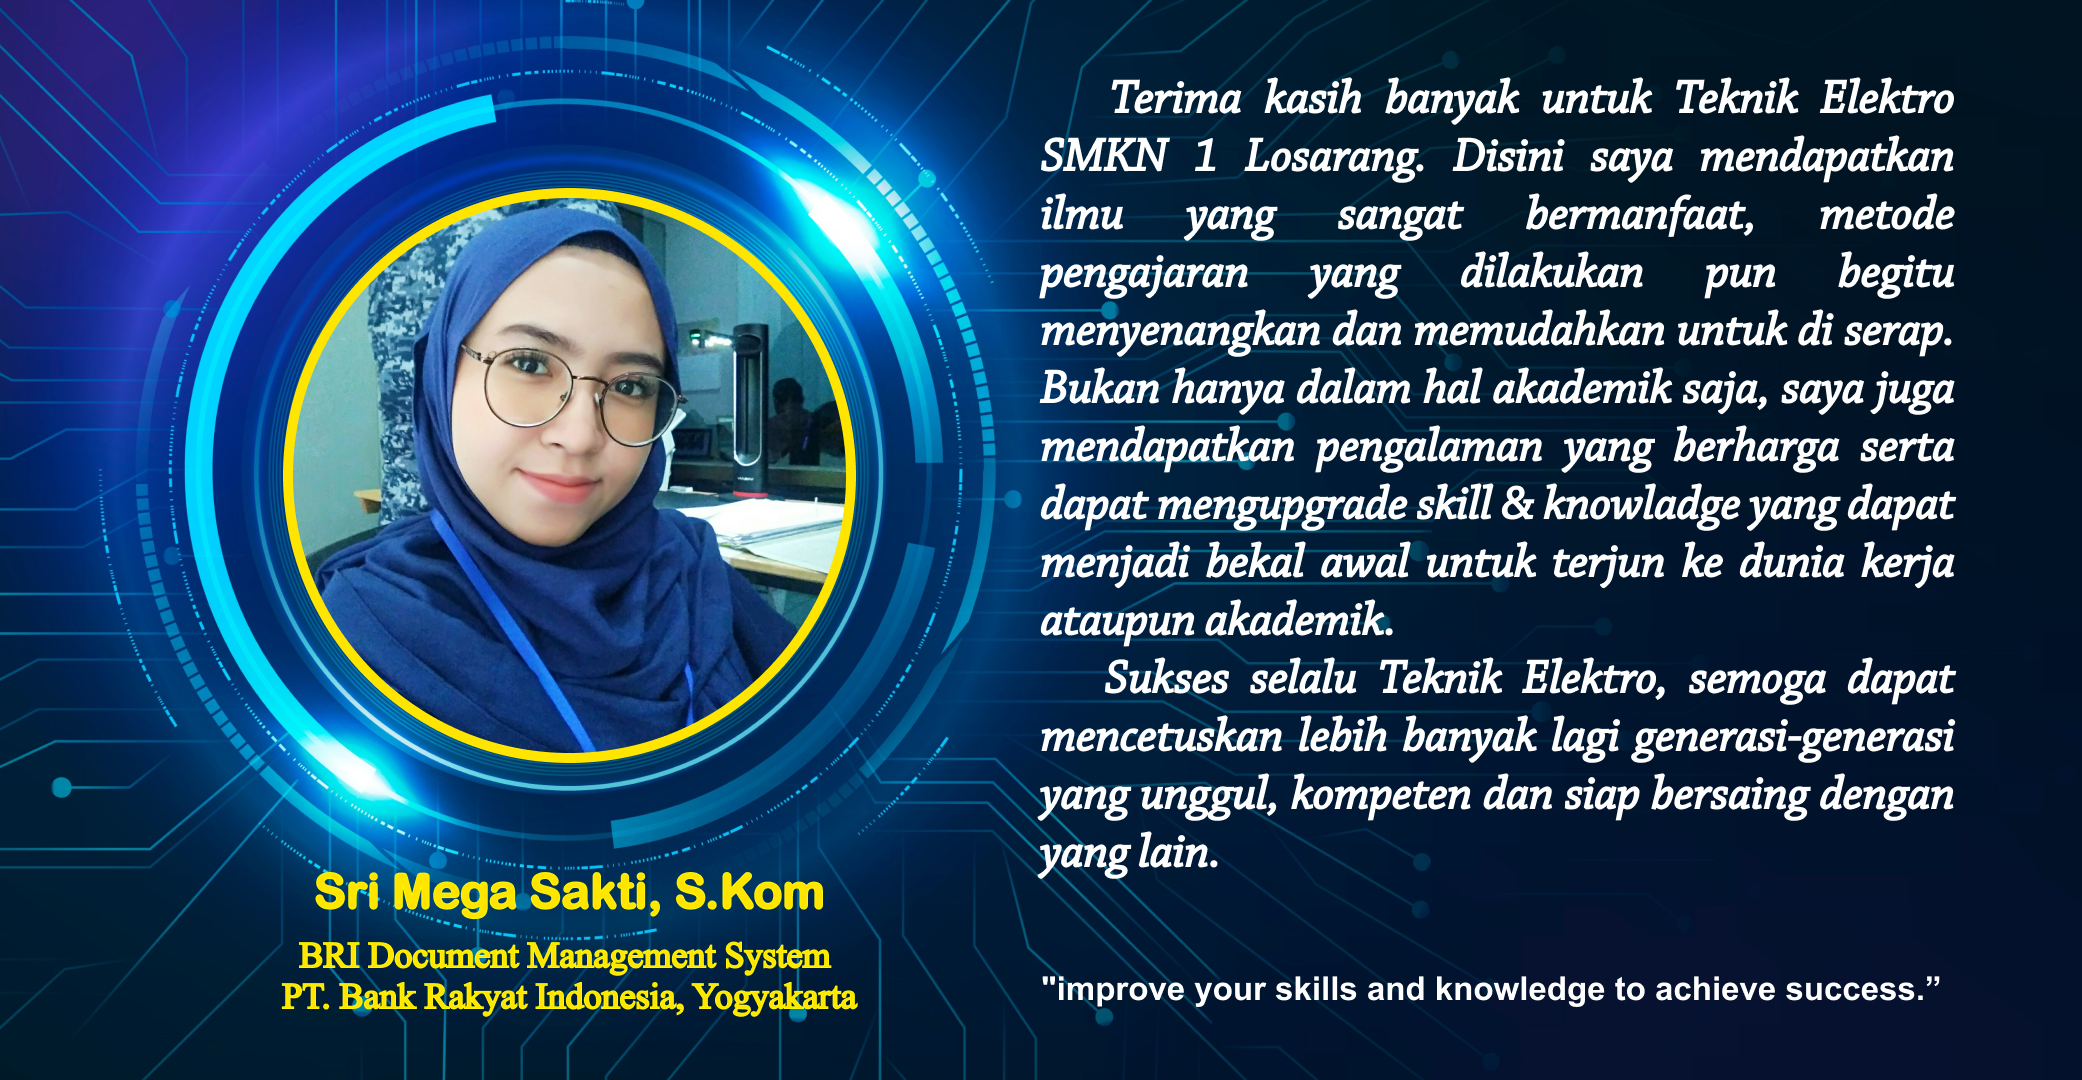 Terima kasih banyak untuk Teknik Elektro
SMKN 1 Losarang. Disini saya mendapatkan
ilmu yang sangat bermanfaat, metode
pengajaran yang dilakukan pun begitu
menyenangkan dan memudahkan untuk di serap.
Bukan hanya dalam hal akademik saja, saya juga
mendapatkan pengalaman yang berharga serta
dapat mengupgrade skill & knowladge yang dapat
menjadi bekal awal untuk terjun ke dunia kerja
ataupun akademik.
Sukses selalu Teknik Elektro, semoga dapat
mencetuskan lebih banyak lagi generasi-generasi
yang unggul, kompeten dan siap bersaing dengan
yang lain.
Sri Mega Sakti, S.Kom
BRI Document Management System
PT. Bank Rakyat Indonesia, Yogyakarta
"improve your skills and knowledge to achieve success.”